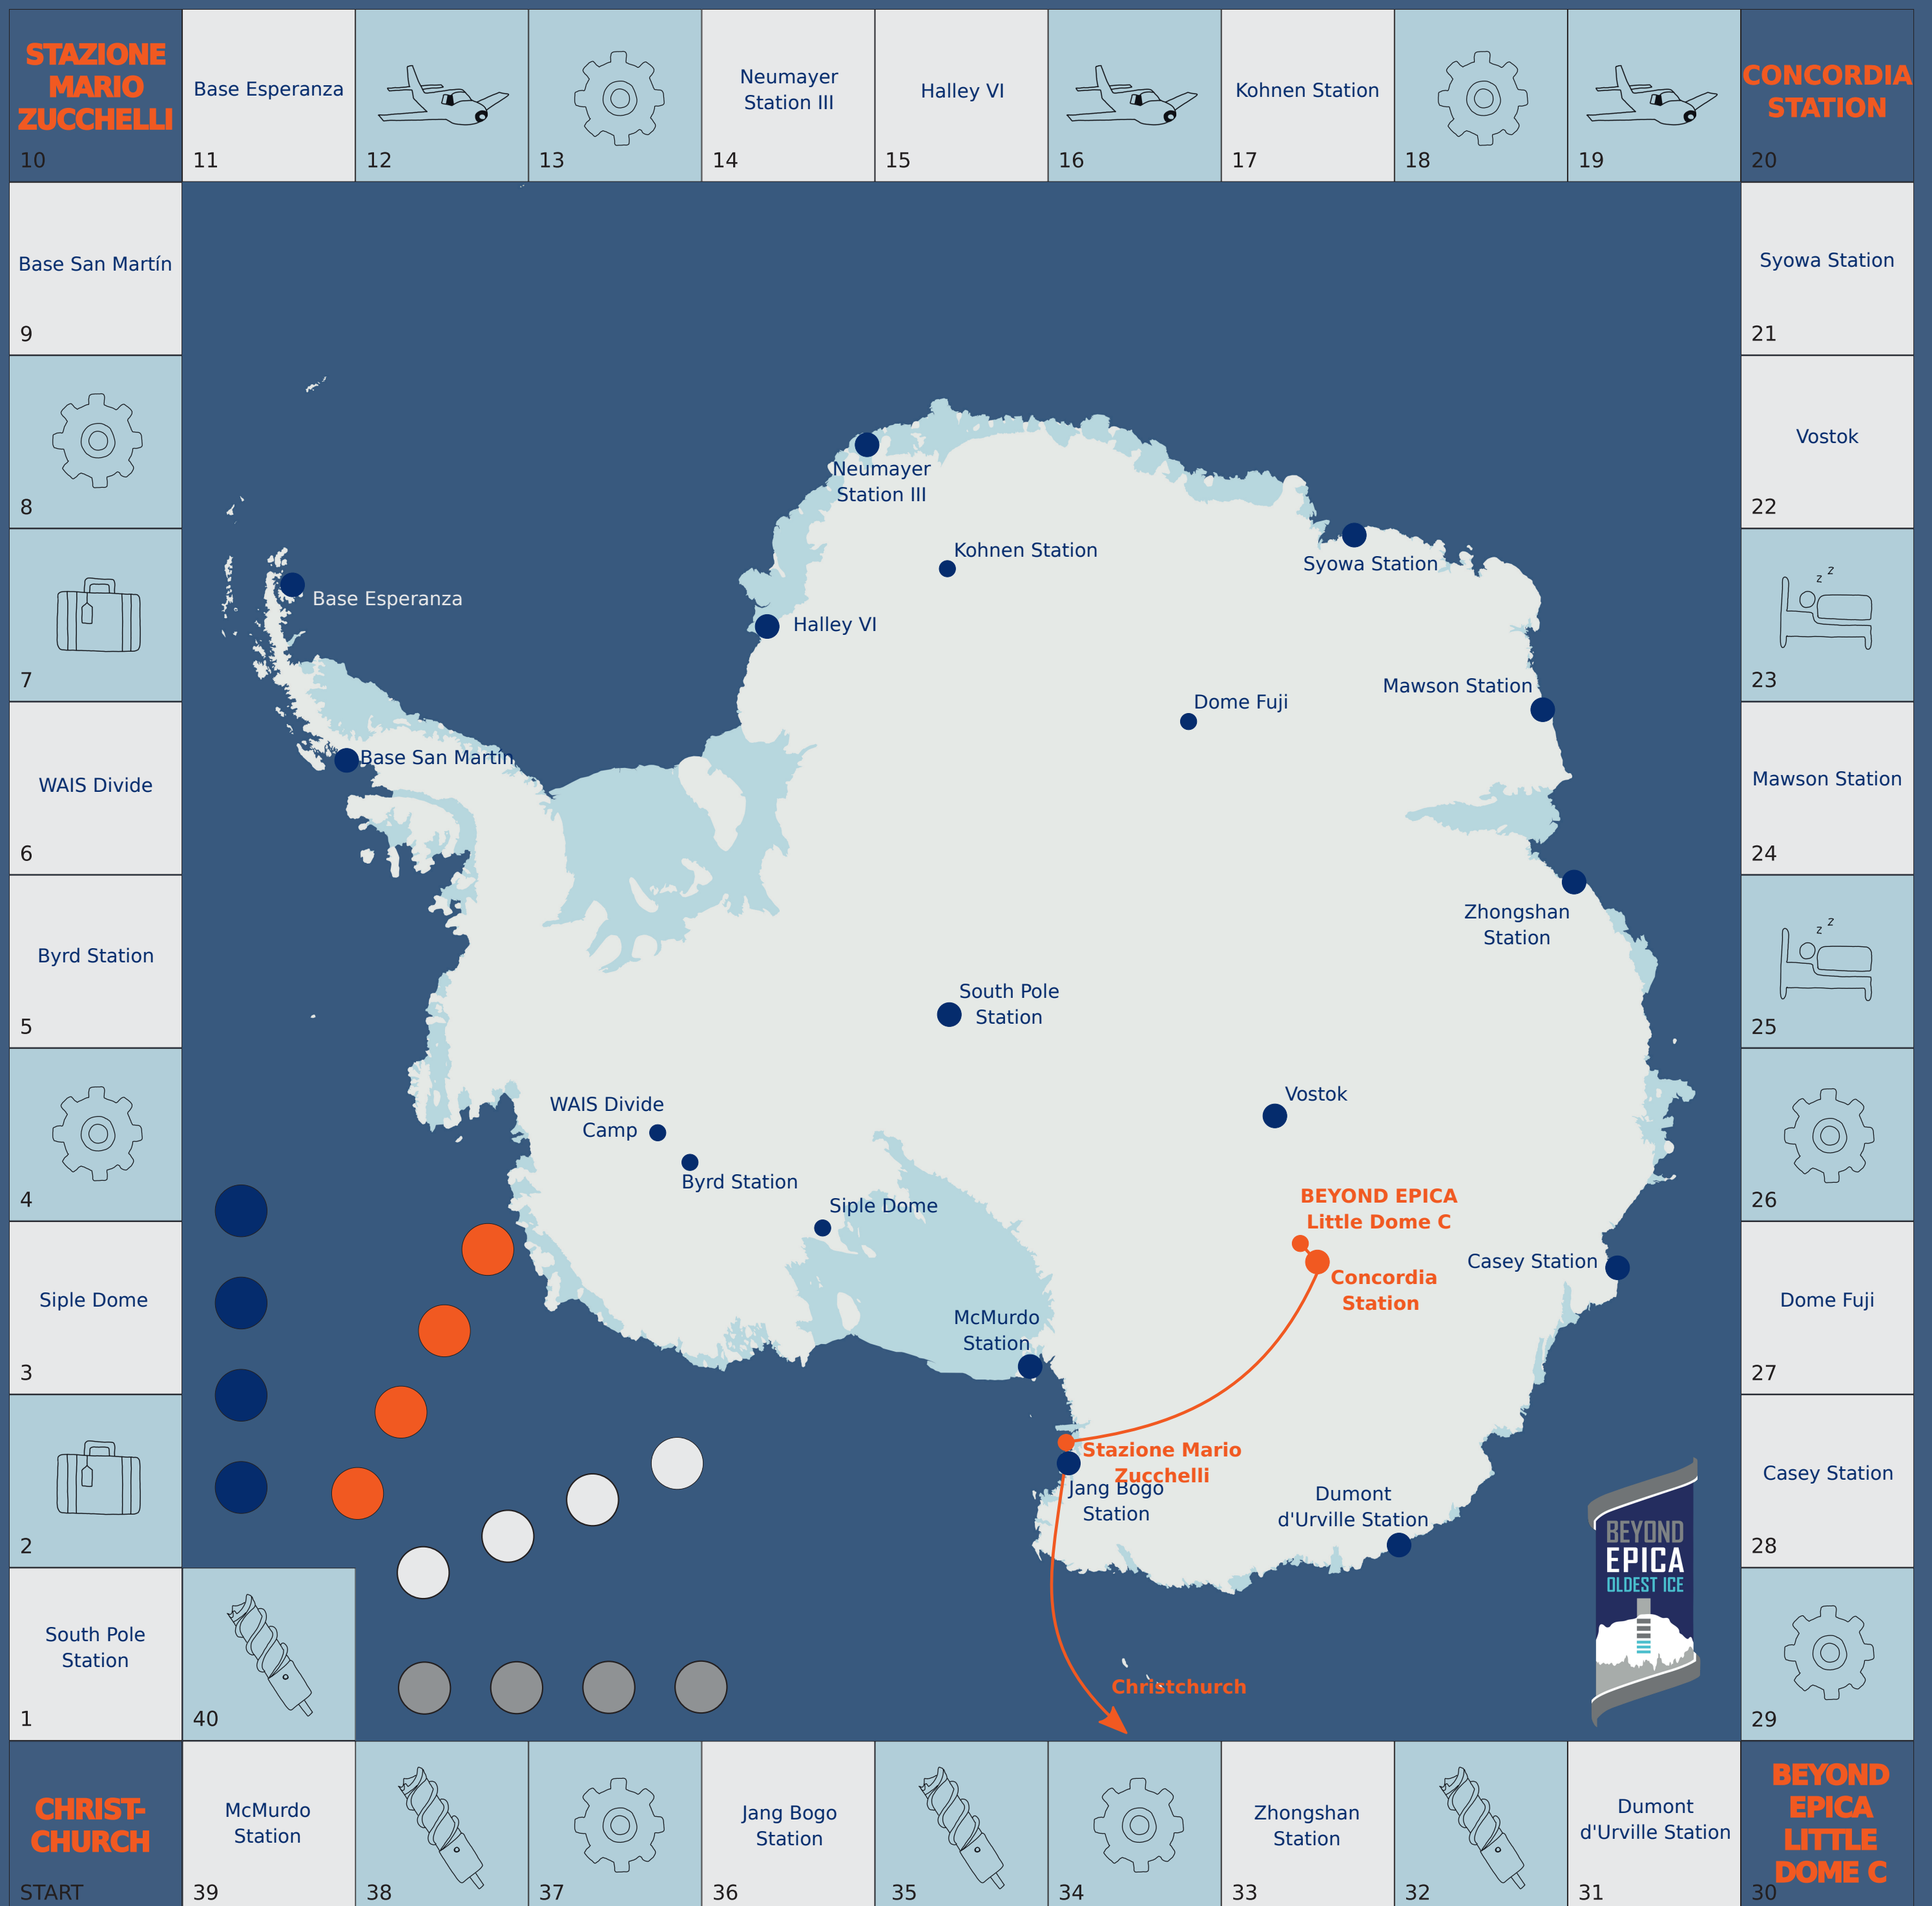 STAZIONE
MARIO
ZUCCHELLI
10
Base Esperanza
11
12
13
Neumayer
Station III
14
Halley VI
15
16
Kohnen Station
17
18
19
CONCORDIA
STATION
20
Base San Martín
9
8
7
WAIS Divide
6
Byrd Station
5
4
Siple Dome
3
2
South Pole
Station
1
Syowa Station
21
Vostok
22
z z
23
Mawson Station
24
z z
25
26
Dome Fuji
27
Casey Station
28
29
Neumayer
Station III
Kohnen Station
Syowa Station
Base Esperanza
Halley VI
Mawson Station
Dome Fuji
Base San Martín
Zhongshan
Station
South Pole
Station
Vostok
WAIS Divide
Camp
Byrd Station
Siple Dome
BEYOND EPICA
Little Dome C
Casey Station
Concordia
Station
McMurdo
Station
Stazione Mario
Zucchelli
Jang Bogo
Station
Dumont
d'Urville Station
BEYOND
EPICA
OLDEST ICE
Christchurch
40
CHRIST-
CHURCH
START
McMurdo
Station
39
38
37
Jang Bogo
Station
36
35
34
Zhongshan
Station
33
32
Dumont
d'Urville Station
31
BEYOND
EPICA
LITTLE
DOME C
30